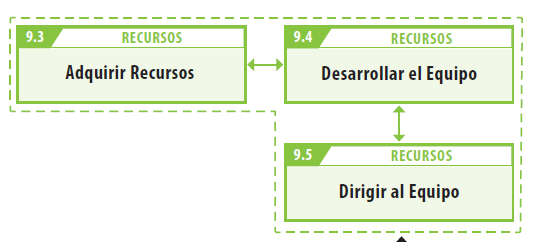 9.3 RECURSOS
Adquirir Recursos
9.4 RECURSOS
Desarrollar el Equipo
9.5 RECURSOS
Dirigir al Equipo